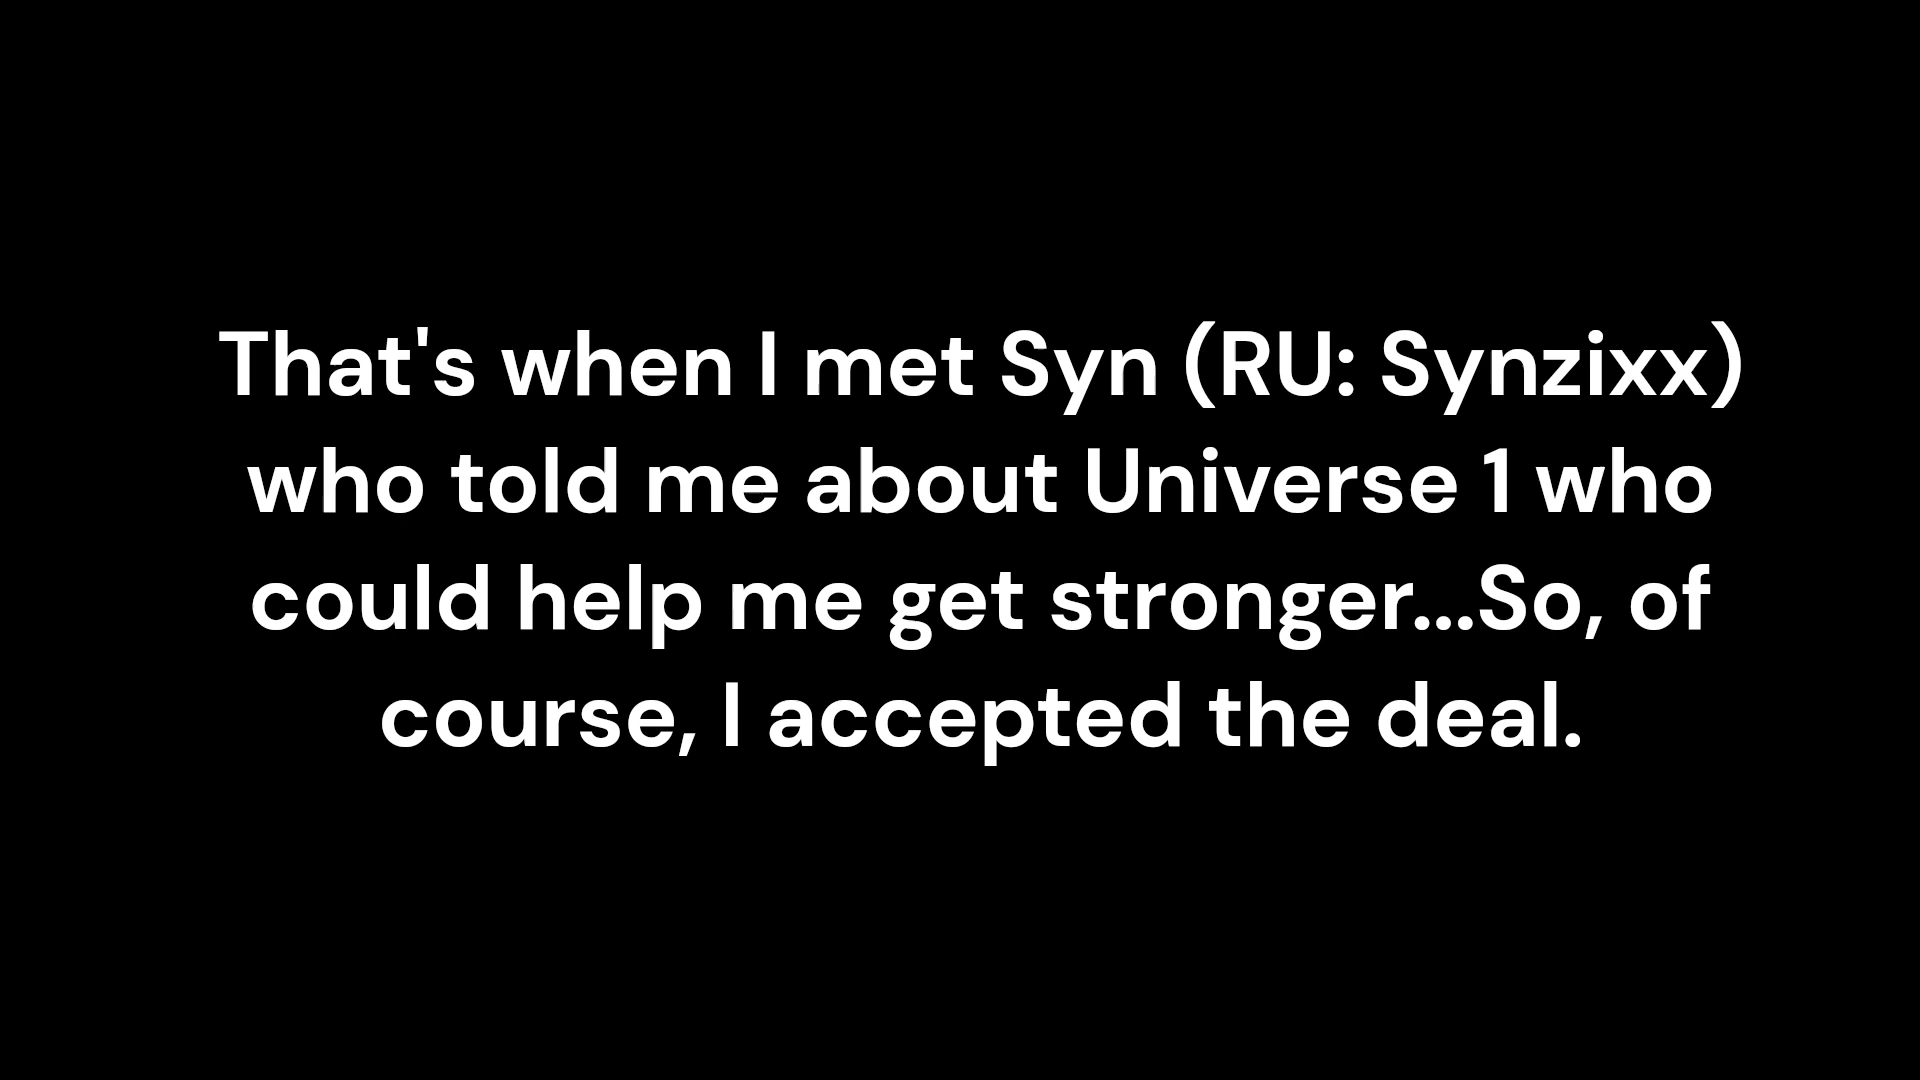 That's when I met Syn (RU: Synzixx)
who told me about Universe 1 who
could help me get stronger...So, of
course, I accepted the deal.